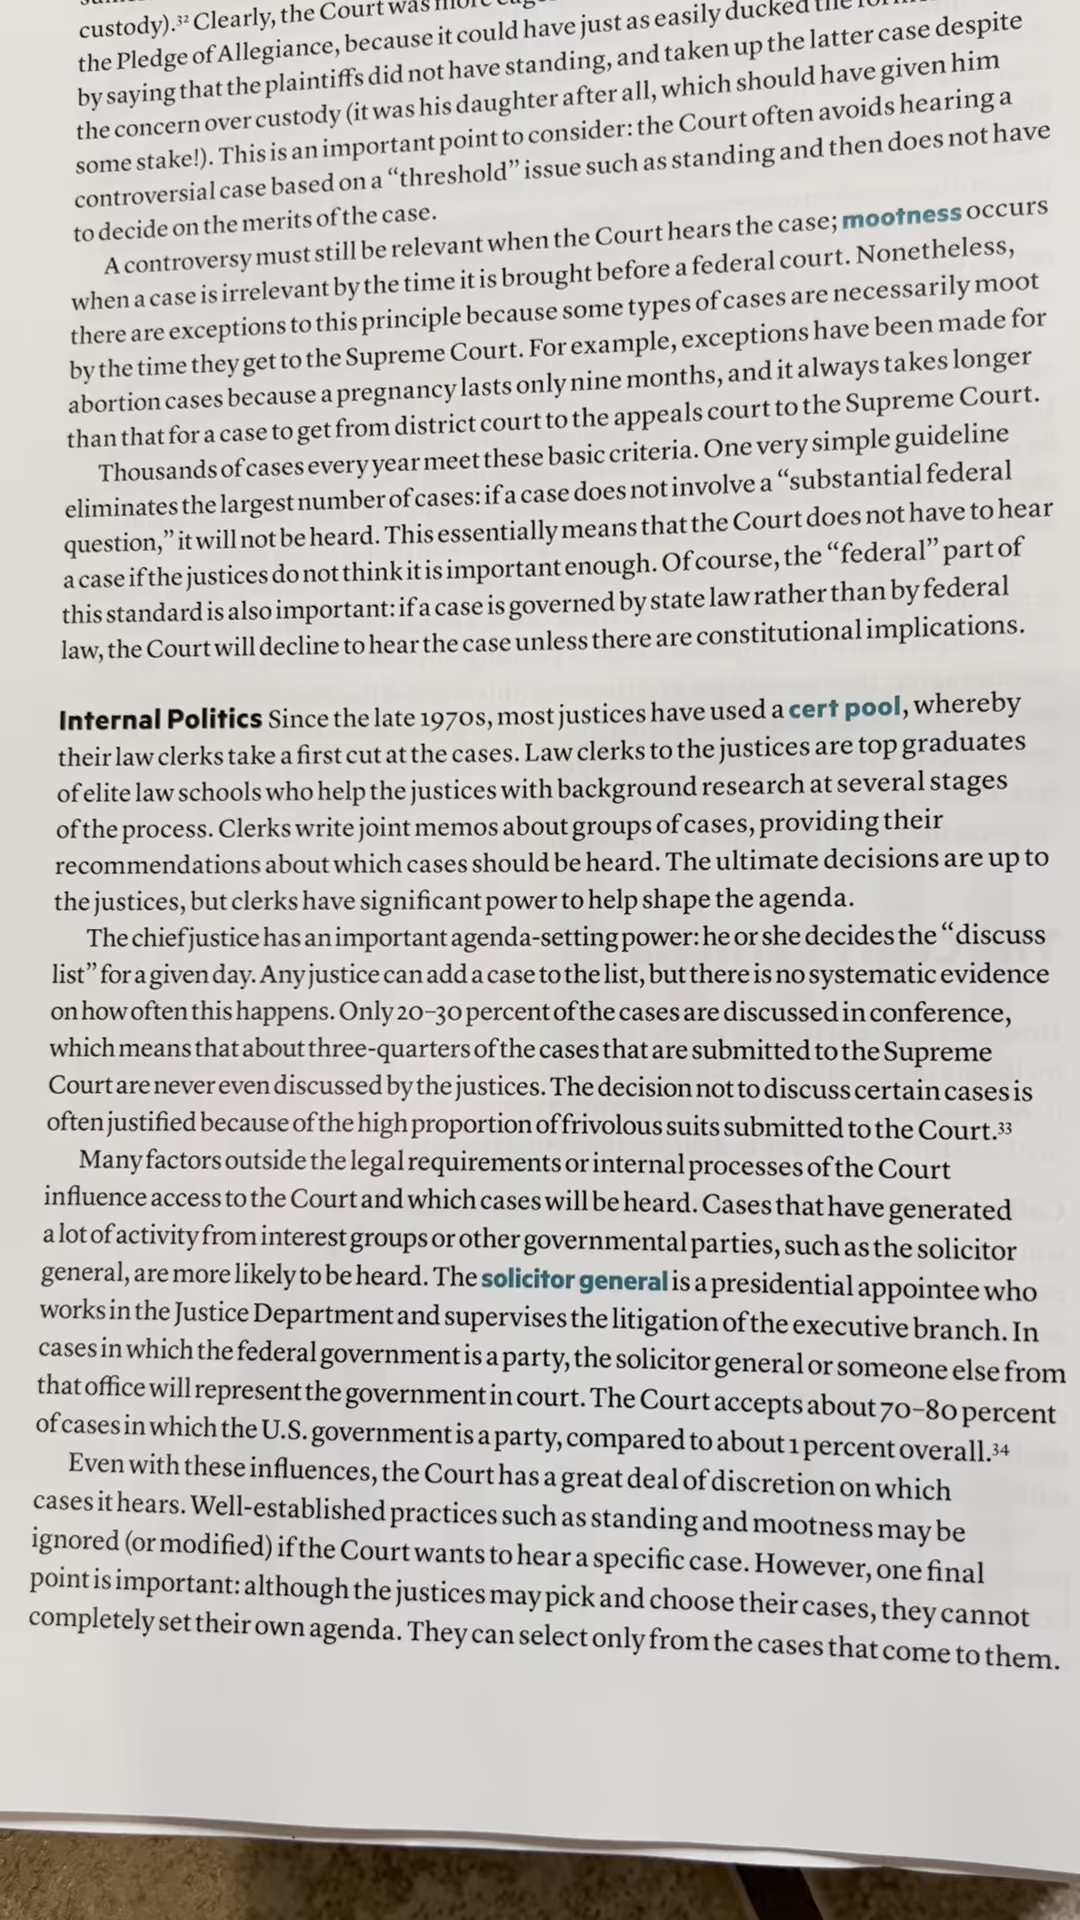 custody).³² Clearly, the Court was more
the Pledge of Allegiance, because it could have just as easily ducked the
by saying that the plaintiffs did not have standing, and taken up the latter case despite
the concern over custody (it was his daughter after all, which should have given him
some stake!). This is an important point to consider: the Court often avoids hearing a
controversial case based on a “threshold” issue such as standing and then does not have
to decide on the merits of the case.
A controversy must still be relevant when the Court hears the case; mootness occurs
when a case is irrelevant by the time it is brought before a federal court. Nonetheless,
there are exceptions to this principle because some types of cases are necessarily moot
by the time they get to the Supreme Court. For example, exceptions have been made for
abortion cases because a pregnancy lasts only nine months, and it always takes longer
than that for a case to get from district court to the appeals court to the Supreme Court.
Thousands of cases every year meet these basic criteria. One very simple guideline
eliminates the largest number of cases: if a case does not involve a “substantial federal
question,” it will not be heard. This essentially means that the Court does not have to hear
a case if the justices do not think it is important enough. Of course, the “federal” part of
this standard is also important: if a case is governed by state law rather than by federal
law, the Court will decline to hear the case unless there are constitutional implications.
Internal Politics Since the late 1970s, most justices have used a cert pool, whereby
their law clerks take a first cut at the cases. Law clerks to the justices are top graduates
of elite law schools who help the justices with background research at several stages
of the process. Clerks write joint memos about groups of cases, providing their
recommendations about which cases should be heard. The ultimate decisions are up to
the justices, but clerks have significant power to help shape the agenda.
The chief justice has an important agenda-setting power: he or she decides the “discuss
list” for a given day. Any justice can add a case to the list, but there is no systematic evidence
on how often this happens. Only 20–30 percent of the cases are discussed in conference,
which means that about three-quarters of the cases that are submitted to the Supreme
Court are never even discussed by the justices. The decision not to discuss certain cases is
often justified because of the high proportion of frivolous suits submitted to the Court.³³
Many factors outside the legal requirements or internal processes of the Court
influence access to the Court and which cases will be heard. Cases that have generated
a lot of activity from interest groups or other governmental parties, such as the solicitor
general, are more likely to be heard. The solicitor general is a presidential appointee who
works in the Justice Department and supervises the litigation of the executive branch. In
cases in which the federal government is a party, the solicitor general or someone else from
that office will represent the government in court. The Court accepts about 70–80 percent
of cases in which the U.S. government is a party, compared to about 1 percent overall.³⁴
Even with these influences, the Court has a great deal of discretion on which
cases it hears. Well-established practices such as standing and mootness may be
ignored (or modified) if the Court wants to hear a specific case. However, one final
point is important: although the justices may pick and choose their cases, they cannot
completely set their own agenda. They can select only from the cases that come to them.